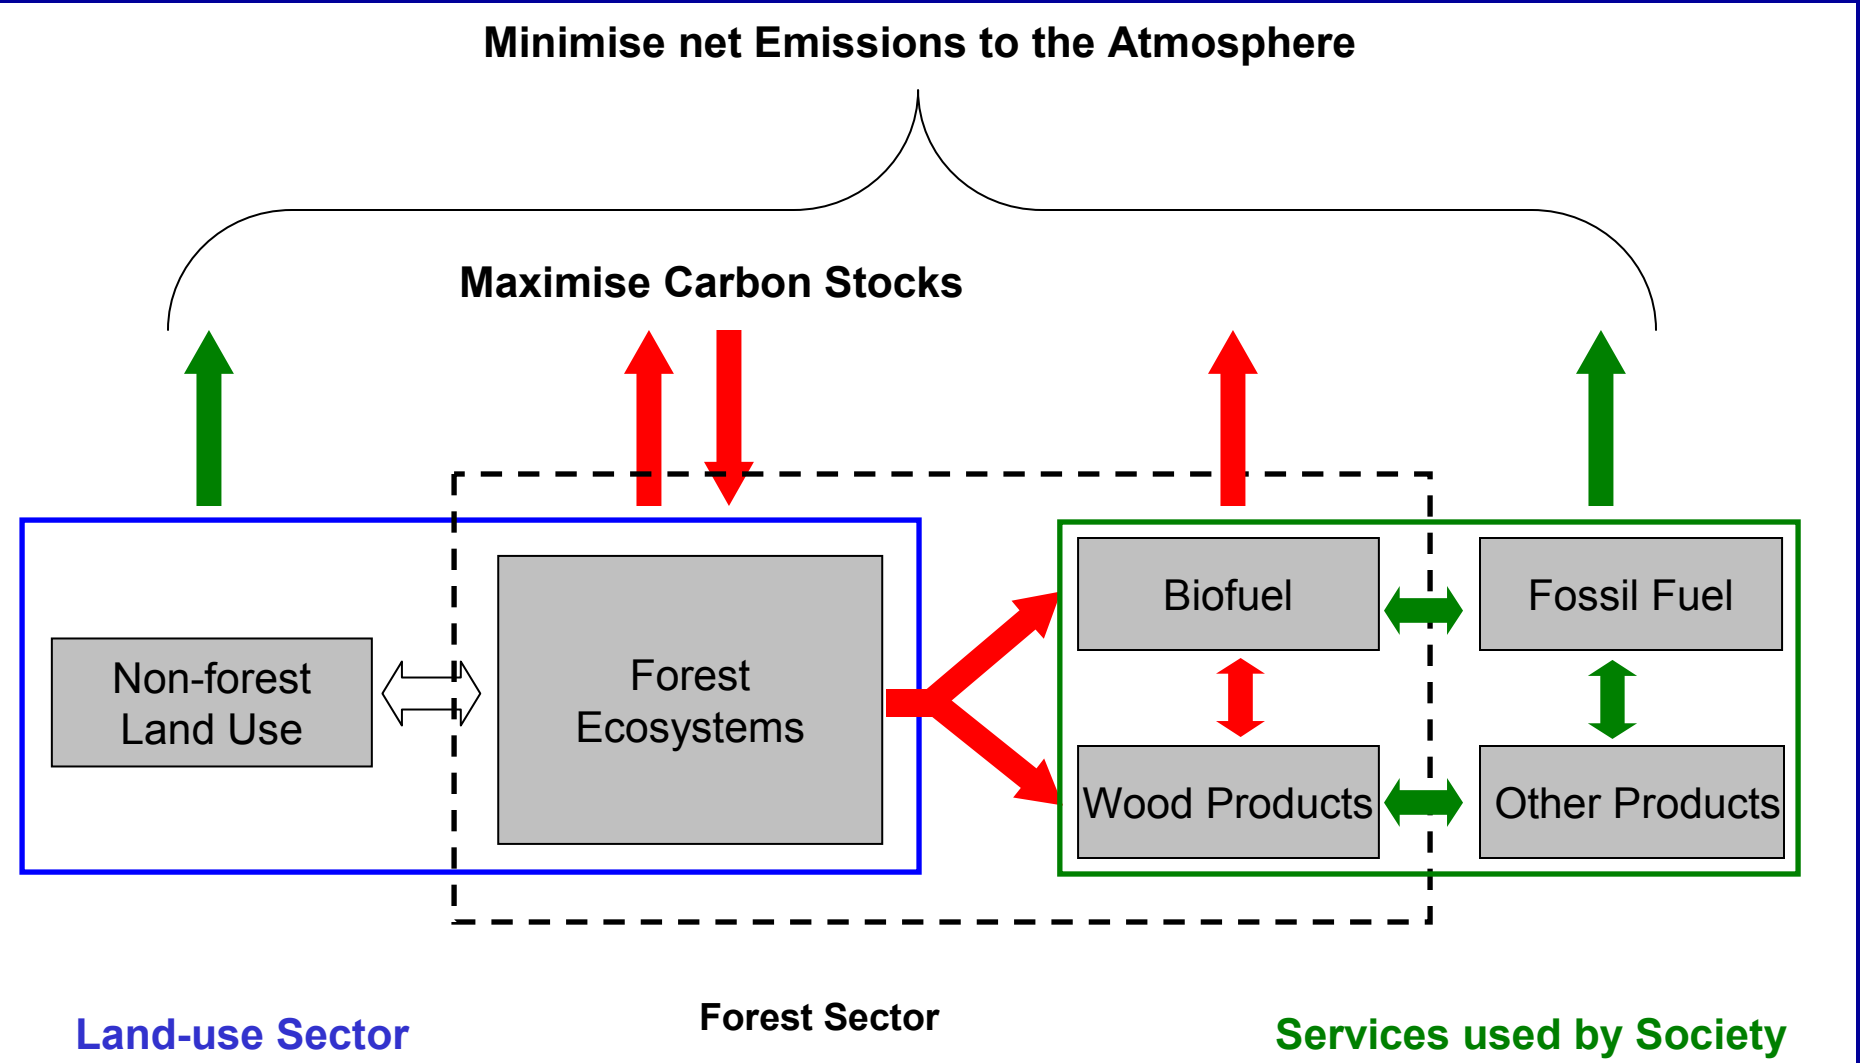 Minimise net Emissions to the Atmosphere
Maximise Carbon Stocks
Non-forest
Land Use
Forest
Ecosystems
Biofuel
Fossil Fuel
Wood Products
Other Products
Land-use Sector
Forest Sector
Services used by Society